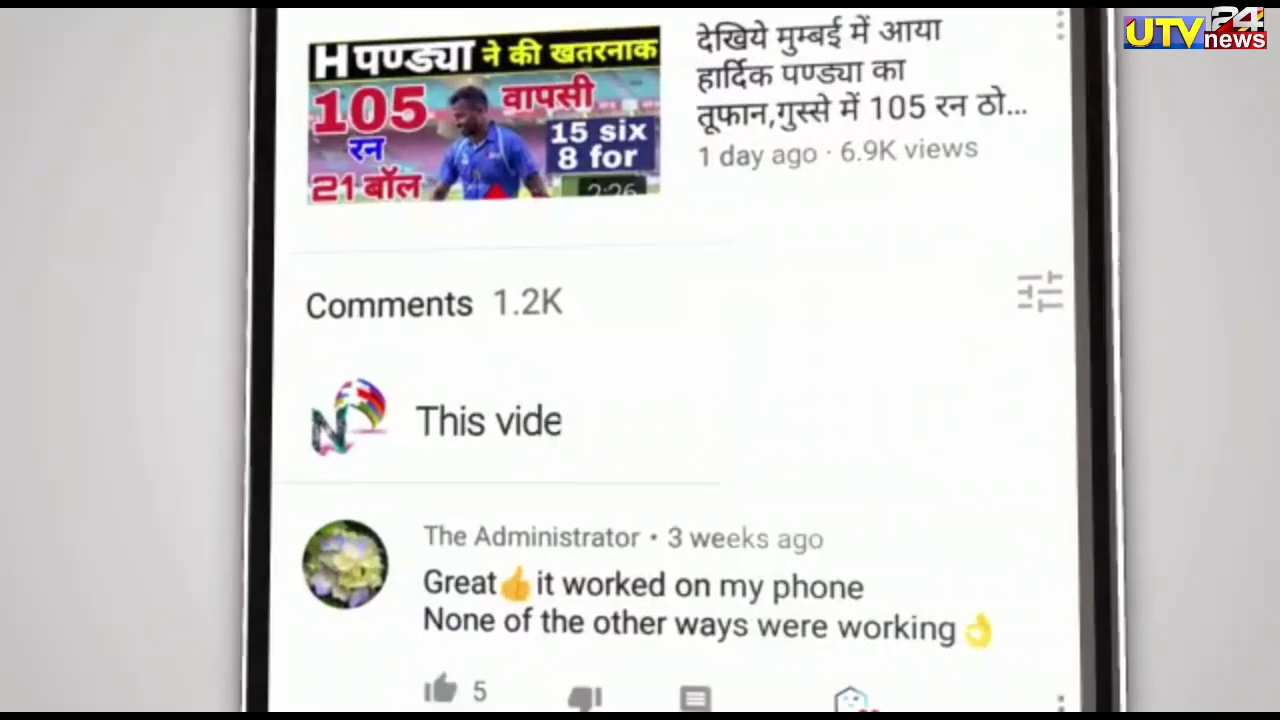 UTV 24 news
H पण्ड्या ने की खतरनाक
वापसी
105
रन
21 बॉल
15 six
8 for
2:26
देखिये मुम्बई में आया
हार्दिक पण्ड्या का
तूफान,गुस्से में 105 रन ठो...
1 day ago · 6.9K views
Comments 1.2K
N
This vide
The Administrator • 3 weeks ago
Great👍it worked on my phone
None of the other ways were working👌
5